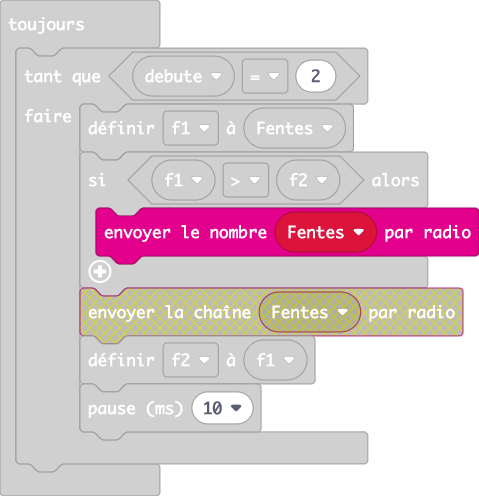 toujours
tant que debute = 2
faire
définir f1 à Fentes
si f1 > f2 alors
envoyer le nombre Fentes par radio
envoyer la chaîne Fentes par radio
définir f2 à f1
pause (ms) 10